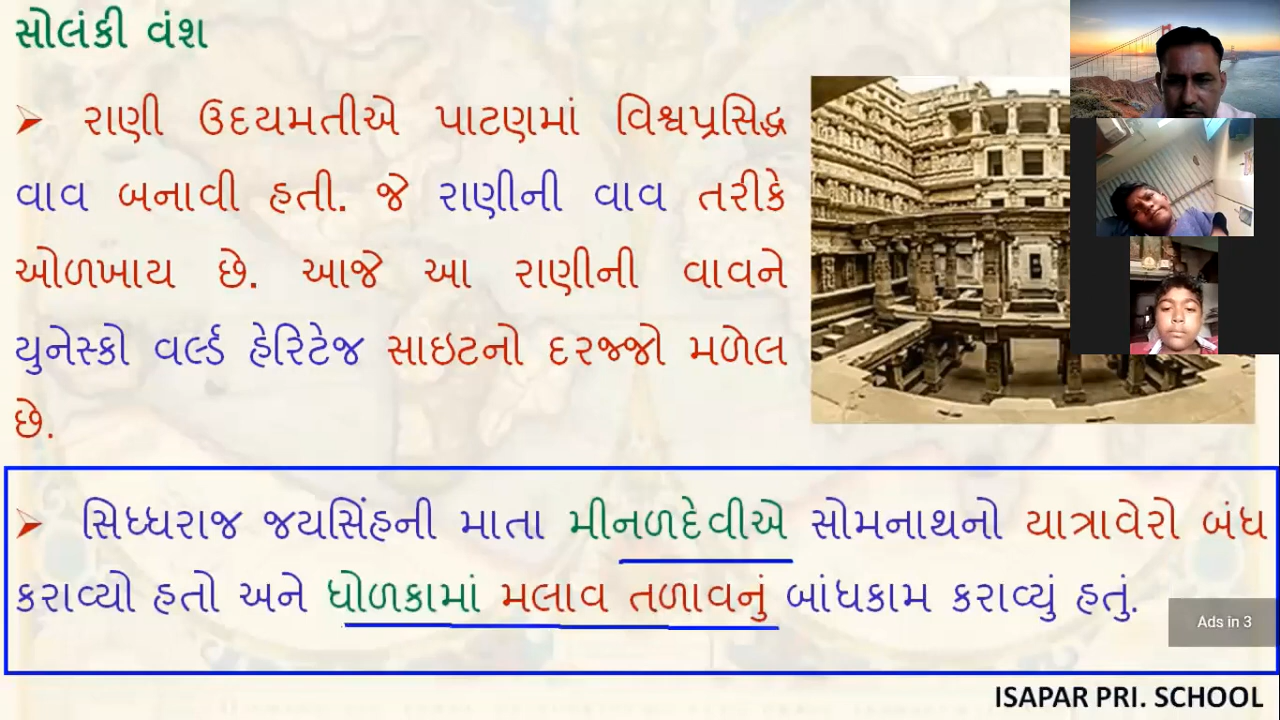 સોલંકી વંશ
➢ રાણી ઉદયમતીએ પાટણમાં વિશ્વપ્રસિદ્ધ
વાવ બનાવી હતી. જે રાણીની વાવ તરીકે
ઓળખાય છે. આજે આ રાણીની વાવને
યુનેસ્કો વર્લ્ડ હેરિટેજ સાઇટનો દરજ્જો મળેલ
છે.
➢ સિધ્ધરાજ જયસિંહની માતા મીનળદેવીએ સોમનાથનો યાત્રાવેરો બંધ
કરાવ્યો હતો અને ધોળકામાં મલાવ તળાવનું બાંધકામ કરાવ્યું હતું.
Ads in 3
ISAPAR PRI. SCHOOL